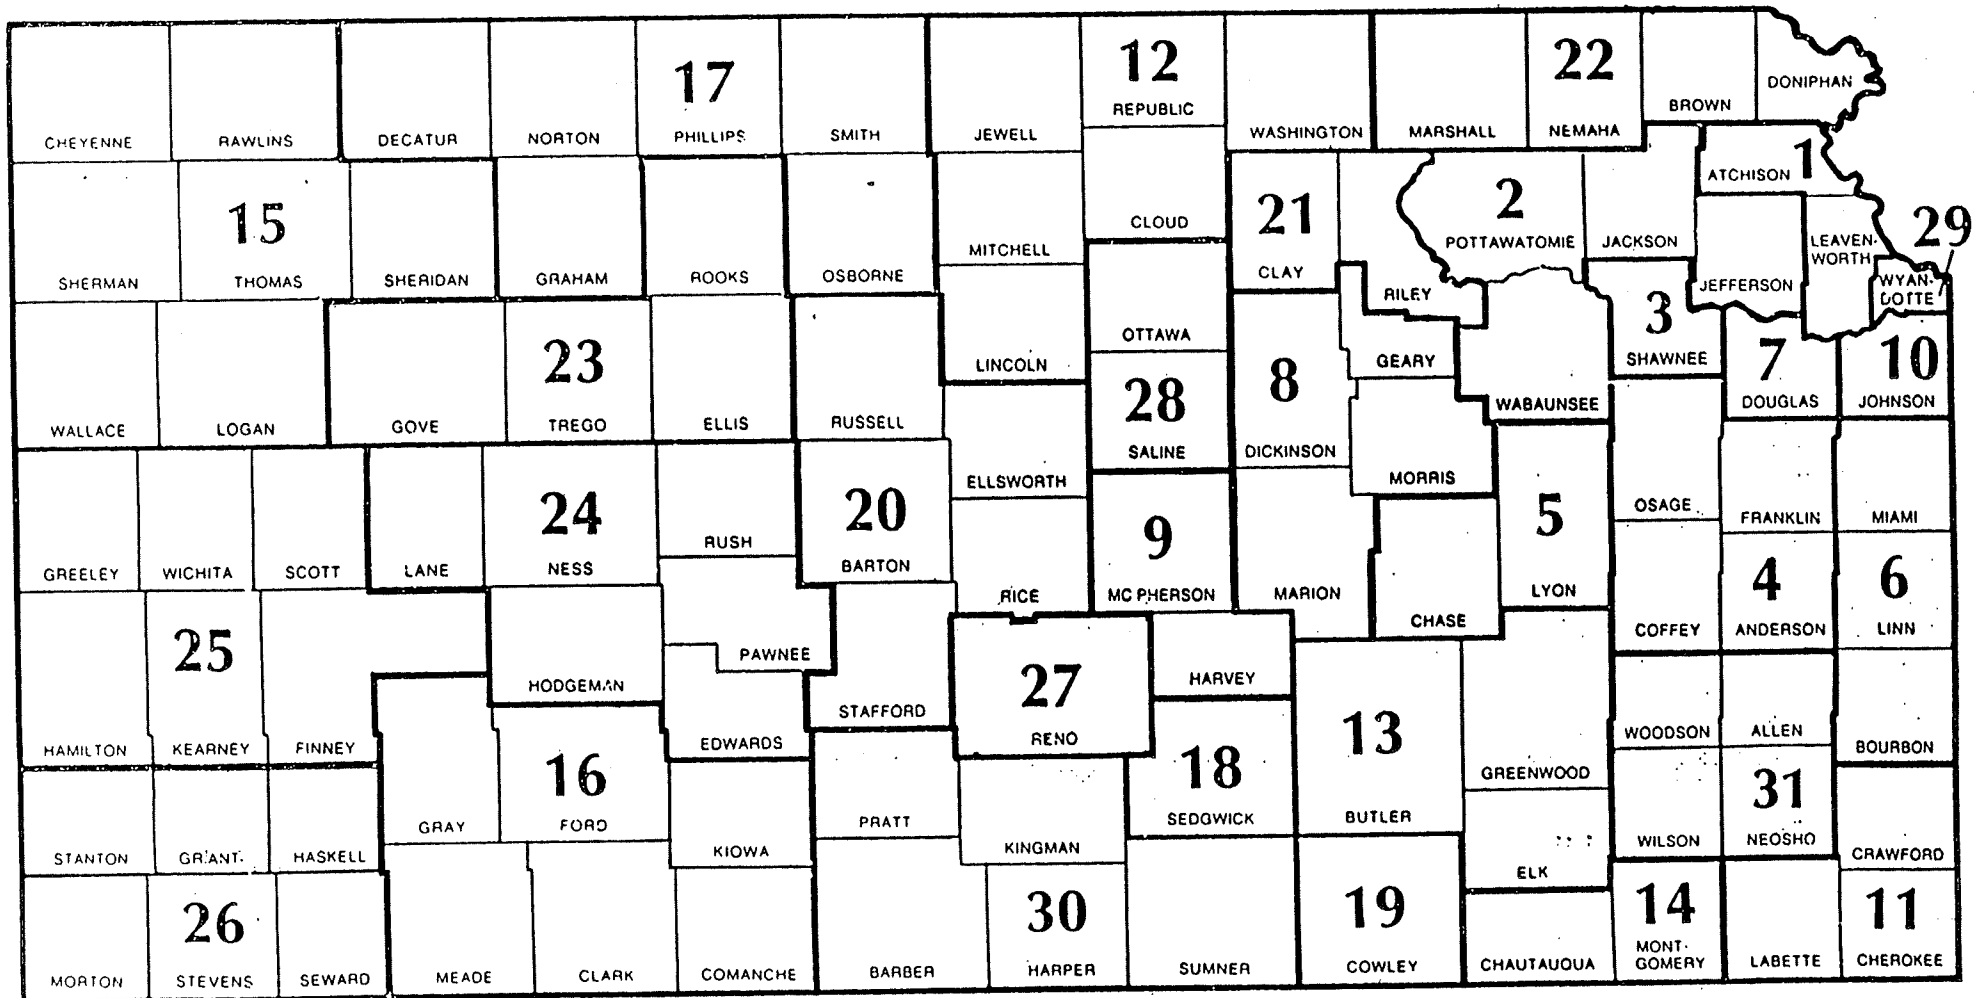 17
12
22
CHEYENNE
RAWLINS
DECATUR
NORTON
PHILLIPS
SMITH
JEWELL
REPUBLIC
WASHINGTON
MARSHALL
NEMAHA
BROWN
DONIPHAN
15
21
2
1
ATCHISON
29
SHERMAN
THOMAS
SHERIDAN
GRAHAM
ROOKS
OSBORNE
MITCHELL
CLOUD
CLAY
RILEY
POTTAWATOMIE
JACKSON
JEFFERSON
LEAVEN-
WORTH
WYAN-
DOTTE
23
28
8
3
7
10
WALLACE
LOGAN
GOVE
TREGO
ELLIS
RUSSELL
LINCOLN
OTTAWA
SALINE
DICKINSON
GEARY
WABAUNSEE
SHAWNEE
DOUGLAS
JOHNSON
24
20
9
5
4
6
GREELEY
WICHITA
SCOTT
LANE
NESS
RUSH
BARTON
ELLSWORTH
RICE
MC PHERSON
MARION
MORRIS
CHASE
LYON
OSAGE
FRANKLIN
MIAMI
COFFEY
ANDERSON
LINN
25
27
13
HAMILTON
KEARNEY
FINNEY
HODGEMAN
PAWNEE
EDWARDS
STAFFORD
RENO
HARVEY
GREENWOOD
WOODSON
ALLEN
BOURBON
16
18
31
STANTON
GRANT
HASKELL
GRAY
FORD
KIOWA
PRATT
KINGMAN
SEDGWICK
BUTLER
ELK
WILSON
NEOSHO
CRAWFORD
26
30
19
14
11
MORTON
STEVENS
SEWARD
MEADE
CLARK
COMANCHE
BARBER
HARPER
SUMNER
COWLEY
CHAUTAUQUA
MONT-
GOMERY
LABETTE
CHEROKEE